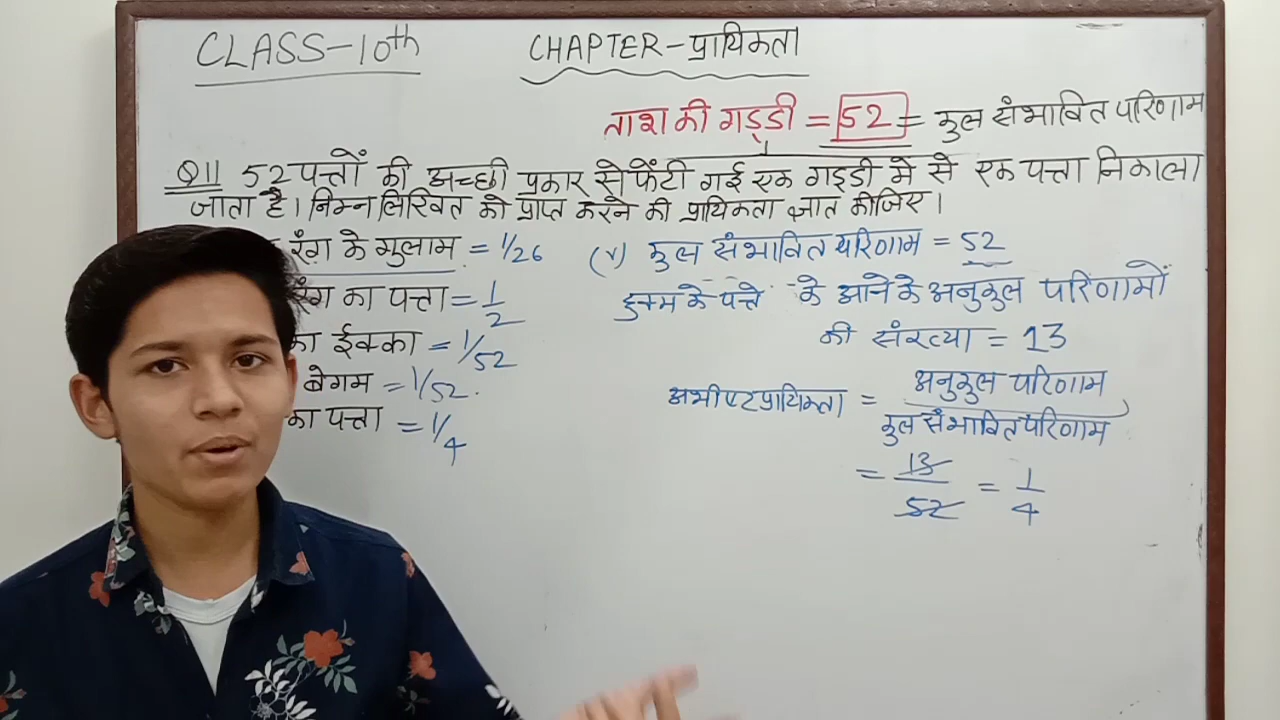 CLASS-10th
CHAPTER-प्रायिकता
ताश की गड्डी = 52 = कुल संभावित परिणाम
Q11 52 पत्तों की अच्छी प्रकार से फेंटी गई एक गड्डी मे से एक पत्ता निकाला
जाता है। निम्नलिखित को प्राप्त करने की प्रायिकता ज्ञात कीजिए।
रंग के गुलाम = 1/26
रंग का पत्ता = 1/2
का ईक्का = 1/52
बेगम = 1/52.
का पत्ता = 1/4
(v) कुल संभावित परिणाम = 52
हुक्म के पत्ते के आने के अनुकुल परिणामों
की संख्या = 13
अभीष्ट प्रायिकता = अनुकुल परिणाम / कुल संभावित परिणाम
= 13/52 = 1/4